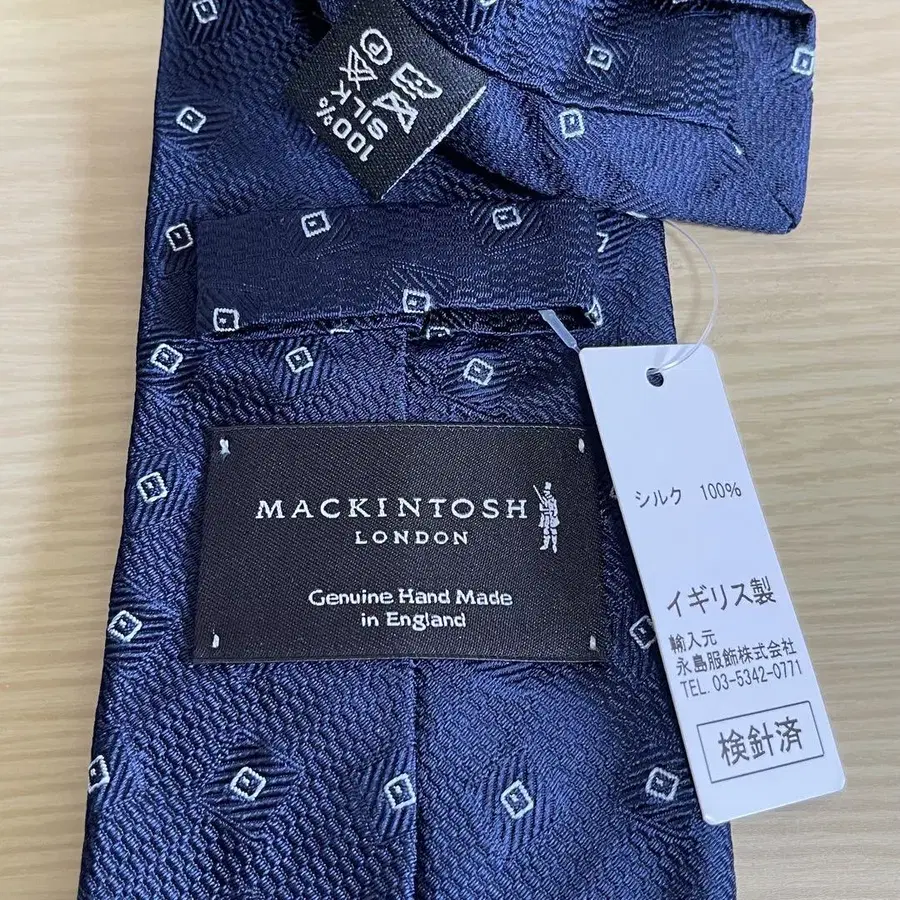 100%
SILK
MACKINTOSH
LONDON
Genuine Hand Made
in England
シルク 100%
イギリス製
輸入元
永島服飾株式会社
TEL. 03-5342-0771
検針済